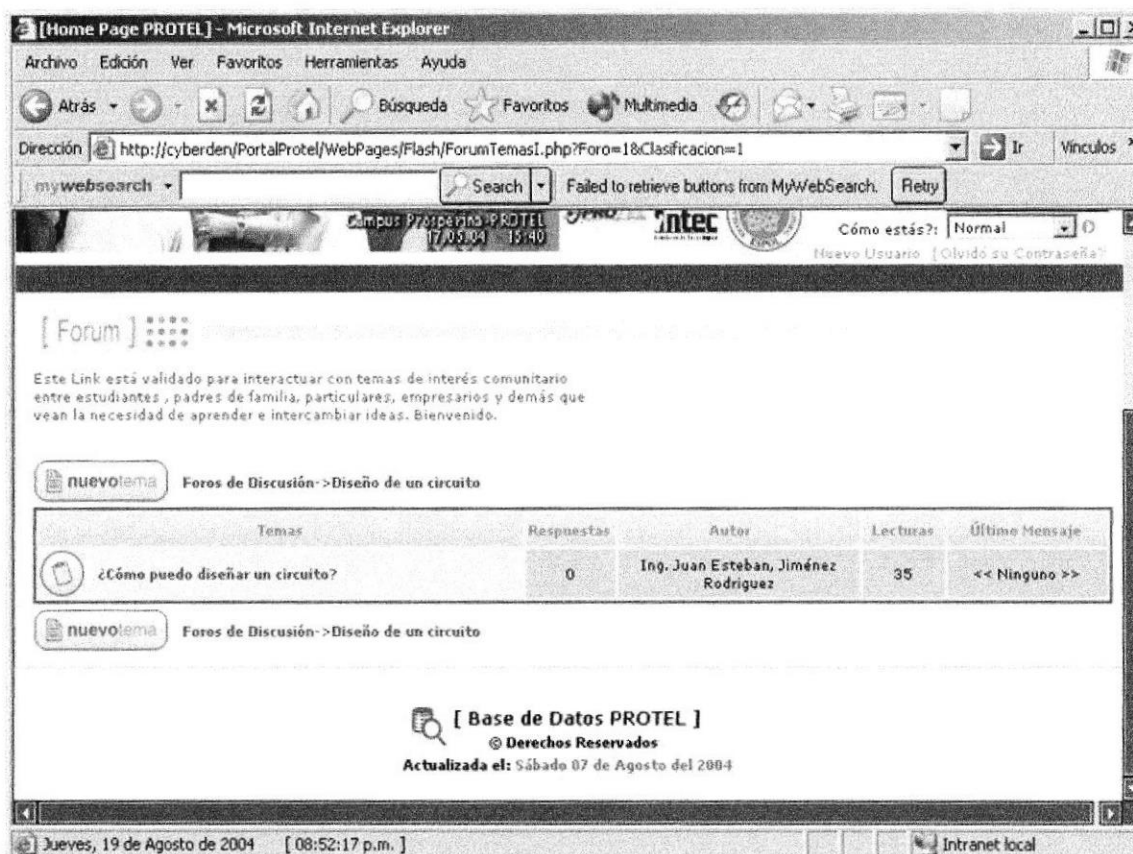 [Home Page PROTEL] - Microsoft Internet Explorer
Archivo Edición Ver Favoritos Herramientas Ayuda
Atrás Búsqueda Favoritos Multimedia
Dirección http://cyberden/PortalProtel/WebPages/Flash/ForumTemasI.php?Foro=1&Clasificacion=1 Ir Vínculos
mywebsearch Search Failed to retrieve buttons from MyWebSearch. Retry
Campus Prosperina PROTEL
17.05.04 15:40
intec
Cómo estás?: Normal
Nuevo Usuario [Olvidó su Contraseña?
[ Forum ]
Este Link está validado para interactuar con temas de interés comunitario
entre estudiantes , padres de familia, particulares, empresarios y demás que
vean la necesidad de aprender e intercambiar ideas. Bienvenido.
nuevotema Foros de Discusión->Diseño de un circuito
Temas Respuestas Autor Lecturas Último Mensaje
¿Cómo puedo diseñar un circuito? 0 Ing. Juan Esteban, Jiménez Rodriguez 35 << Ninguno >>
nuevotema Foros de Discusión->Diseño de un circuito
[ Base de Datos PROTEL ]
© Derechos Reservados
Actualizada el: Sábado 07 de Agosto del 2004
Jueves, 19 de Agosto de 2004 [ 08:52:17 p.m. ] Intranet local